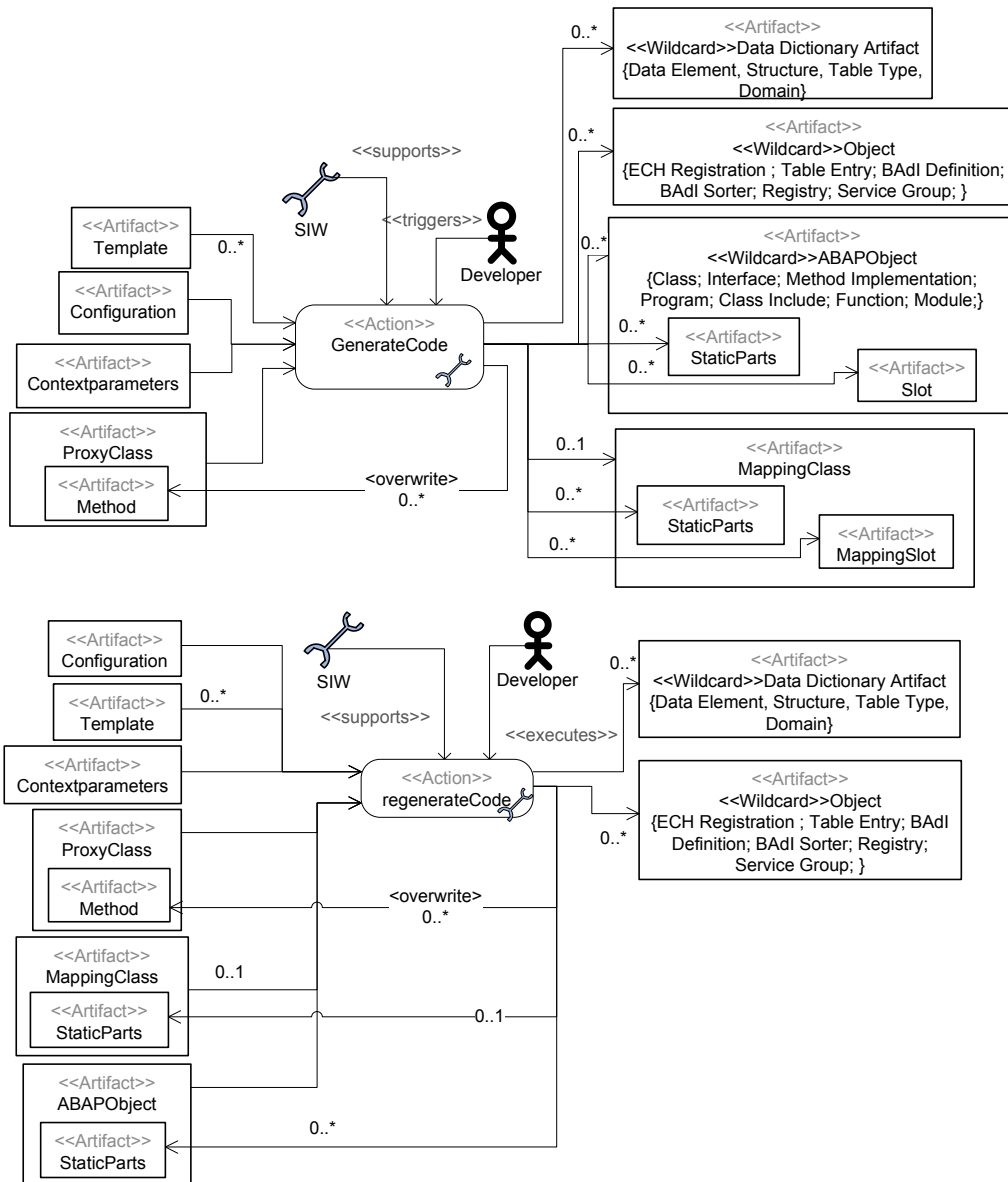 <<Artifact>>
0..*
<<Wildcard>>Data Dictionary Artifact
{Data Element, Structure, Table Type,
Domain}
<<Artifact>>
0..*
<<Wildcard>>Object
{ECH Registration ; Table Entry; BAdI Definition;
BAdI Sorter; Registry; Service Group; }
<<supports>>
SIW
<<triggers>>
Developer
<<Artifact>>
Template
0..*
<<Artifact>>
0..*
<<Wildcard>>ABAPObject
{Class; Interface; Method Implementation;
Program; Class Include; Function; Module;}
<<Artifact>>
Configuration
<<Action>>
GenerateCode
0..*
<<Artifact>>
StaticParts
0..*
<<Artifact>>
Slot
<<Artifact>>
Contextparameters
<<Artifact>>
ProxyClass
<<Artifact>>
Method
<overwrite>
0..*
0..1
<<Artifact>>
MappingClass
0..*
<<Artifact>>
StaticParts
0..*
<<Artifact>>
MappingSlot
<<Artifact>>
Configuration
SIW
Developer
<<supports>>
<<executes>>
0..*
<<Artifact>>
<<Wildcard>>Data Dictionary Artifact
{Data Element, Structure, Table Type,
Domain}
<<Artifact>>
Template
0..*
<<Artifact>>
Contextparameters
<<Action>>
regenerateCode
<<Artifact>>
<<Wildcard>>Object
{ECH Registration ; Table Entry; BAdI
Definition; BAdI Sorter; Registry;
Service Group; }
0..*
<<Artifact>>
ProxyClass
<<Artifact>>
Method
<overwrite>
0..*
<<Artifact>>
MappingClass
0..1
<<Artifact>>
StaticParts
0..1
<<Artifact>>
ABAPObject
<<Artifact>>
StaticParts
0..*